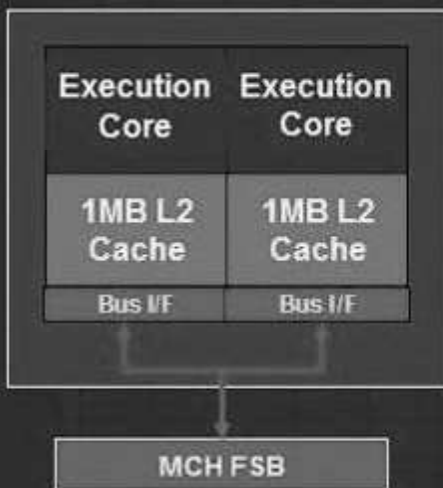 Execution Execution
Core Core
1MB L2 1MB L2
Cache Cache
Bus I/F Bus I/F
MCH FSB